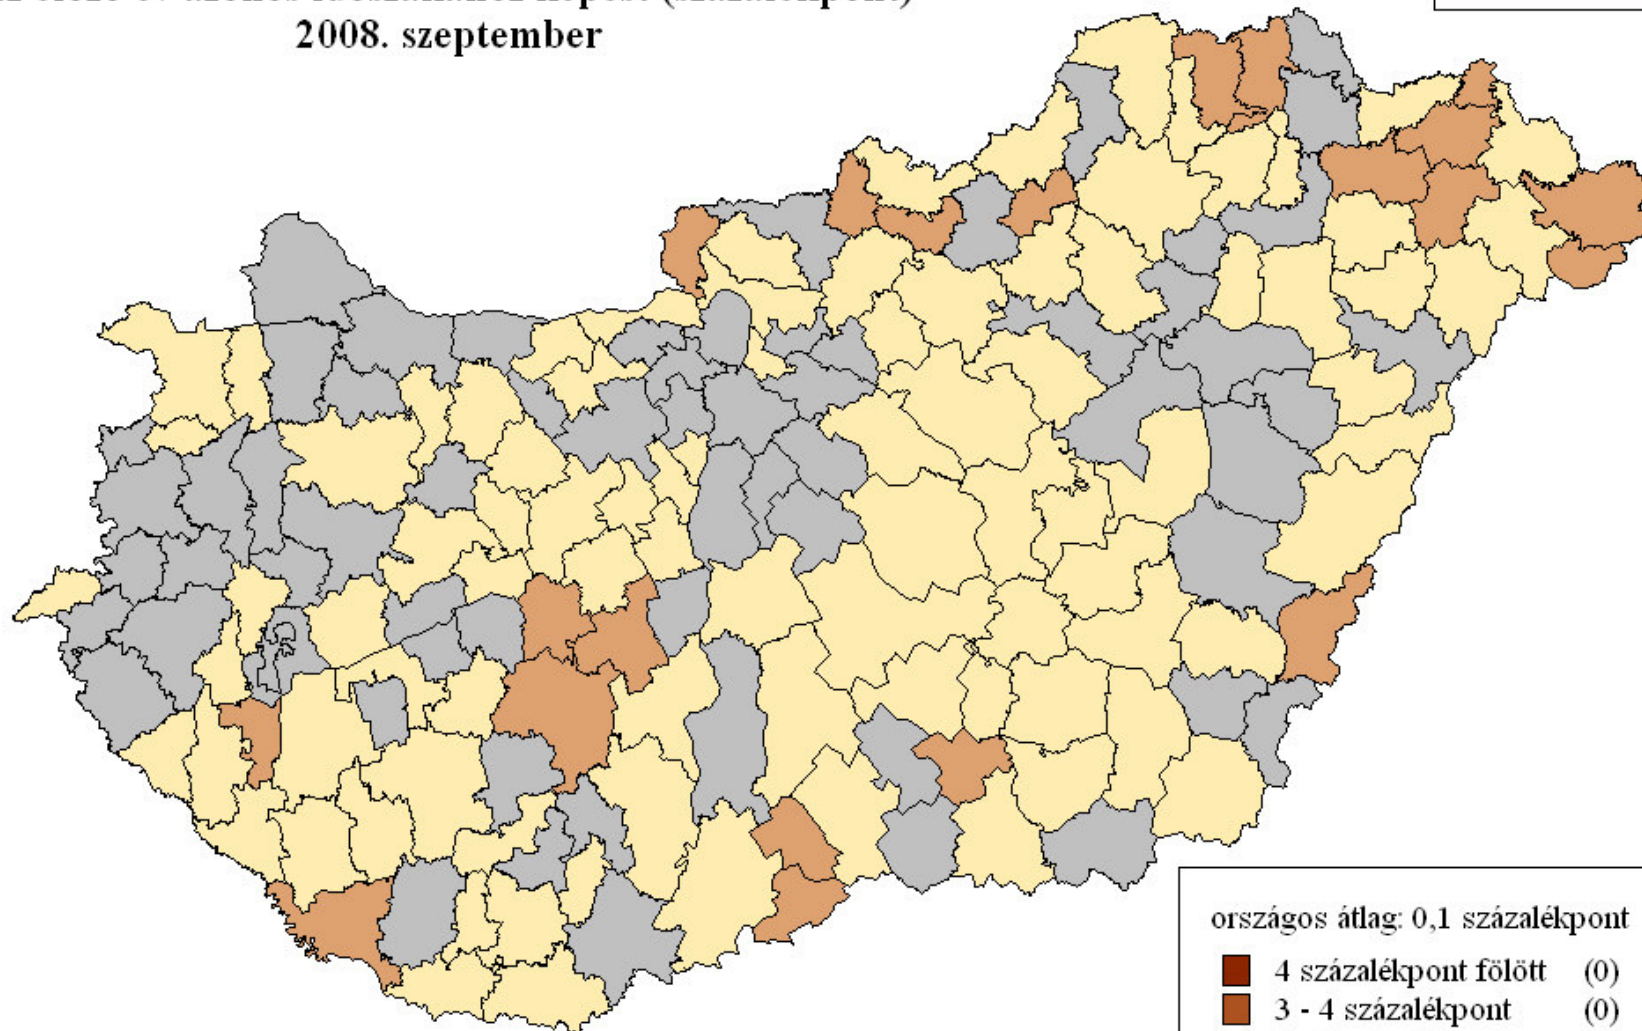 2008. szeptember
országos átlag: 0,1 százalékpont
4 százalékpont fölött (0)
3 - 4 százalékpont (0)